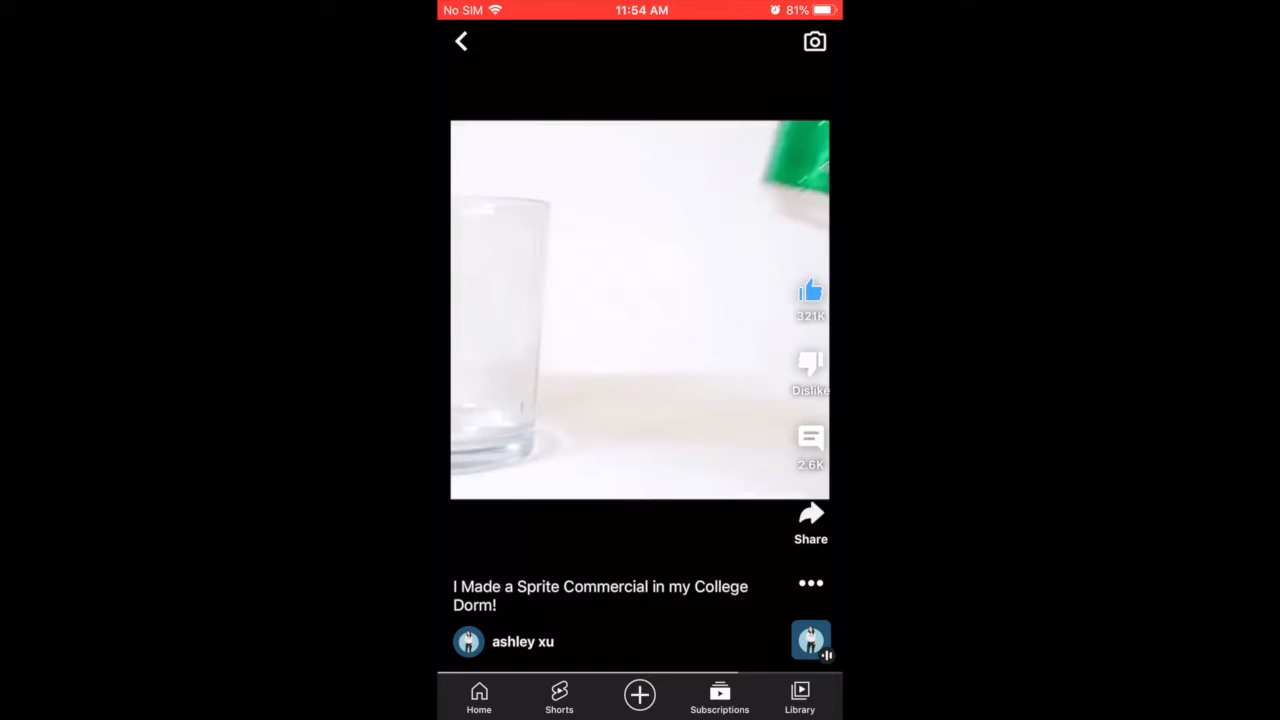 No SIM 11:54 AM 81%
321K
Dislike
2.6K
Share
I Made a Sprite Commercial in my College
Dorm!
ashley xu
Home Shorts Subscriptions Library